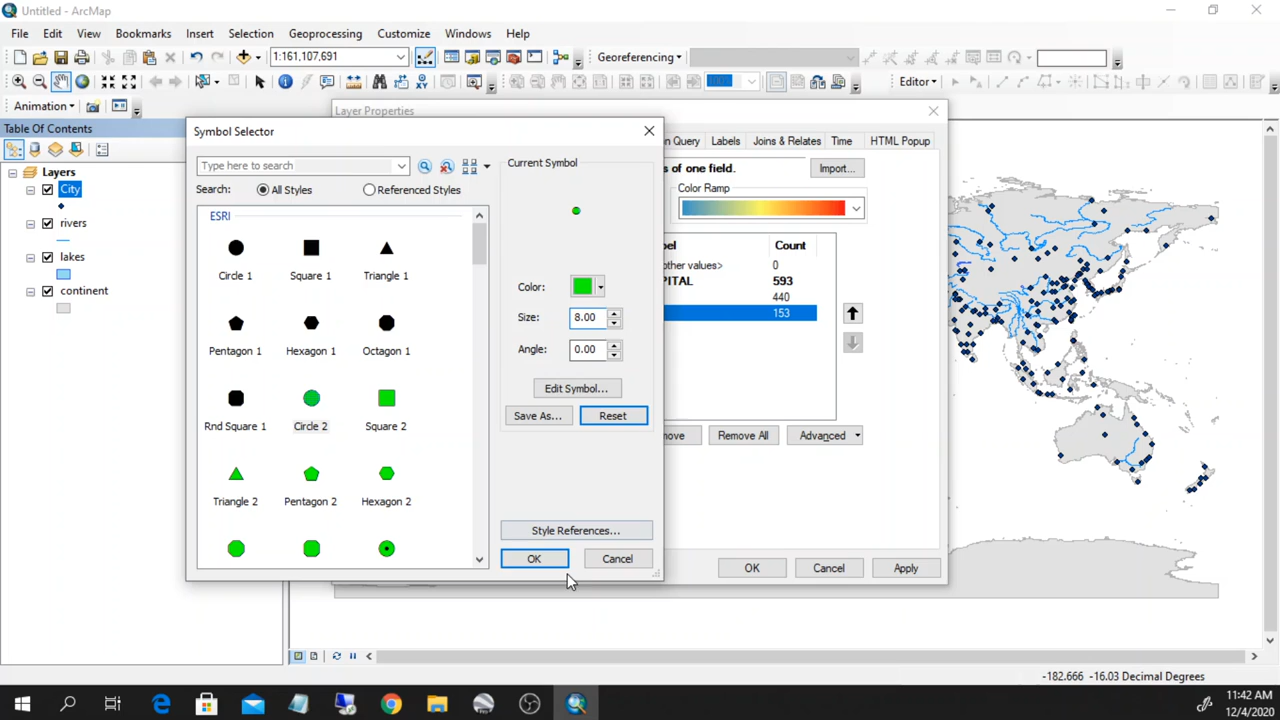 Untitled - ArcMap
File Edit View Bookmarks Insert Selection Geoprocessing Customize Windows Help
1:161,107,691
Georeferencing
Editor
Animation
Table Of Contents
Layers
City
rivers
lakes
continent
Layer Properties
n Query Labels Joins & Relates Time HTML Popup
s of one field.
Import...
Color Ramp
el Count
other values> 0
PITAL 593
440
153
move Remove All Advanced
OK Cancel Apply
Symbol Selector
Type here to search
Search: All Styles Referenced Styles
ESRI
Circle 1 Square 1 Triangle 1
Pentagon 1 Hexagon 1 Octagon 1
Rnd Square 1 Circle 2 Square 2
Triangle 2 Pentagon 2 Hexagon 2
Current Symbol
Color:
Size: 8.00
Angle: 0.00
Edit Symbol...
Save As... Reset
Style References...
OK Cancel
-182.666 -16.03 Decimal Degrees
11:42 AM
12/4/2020